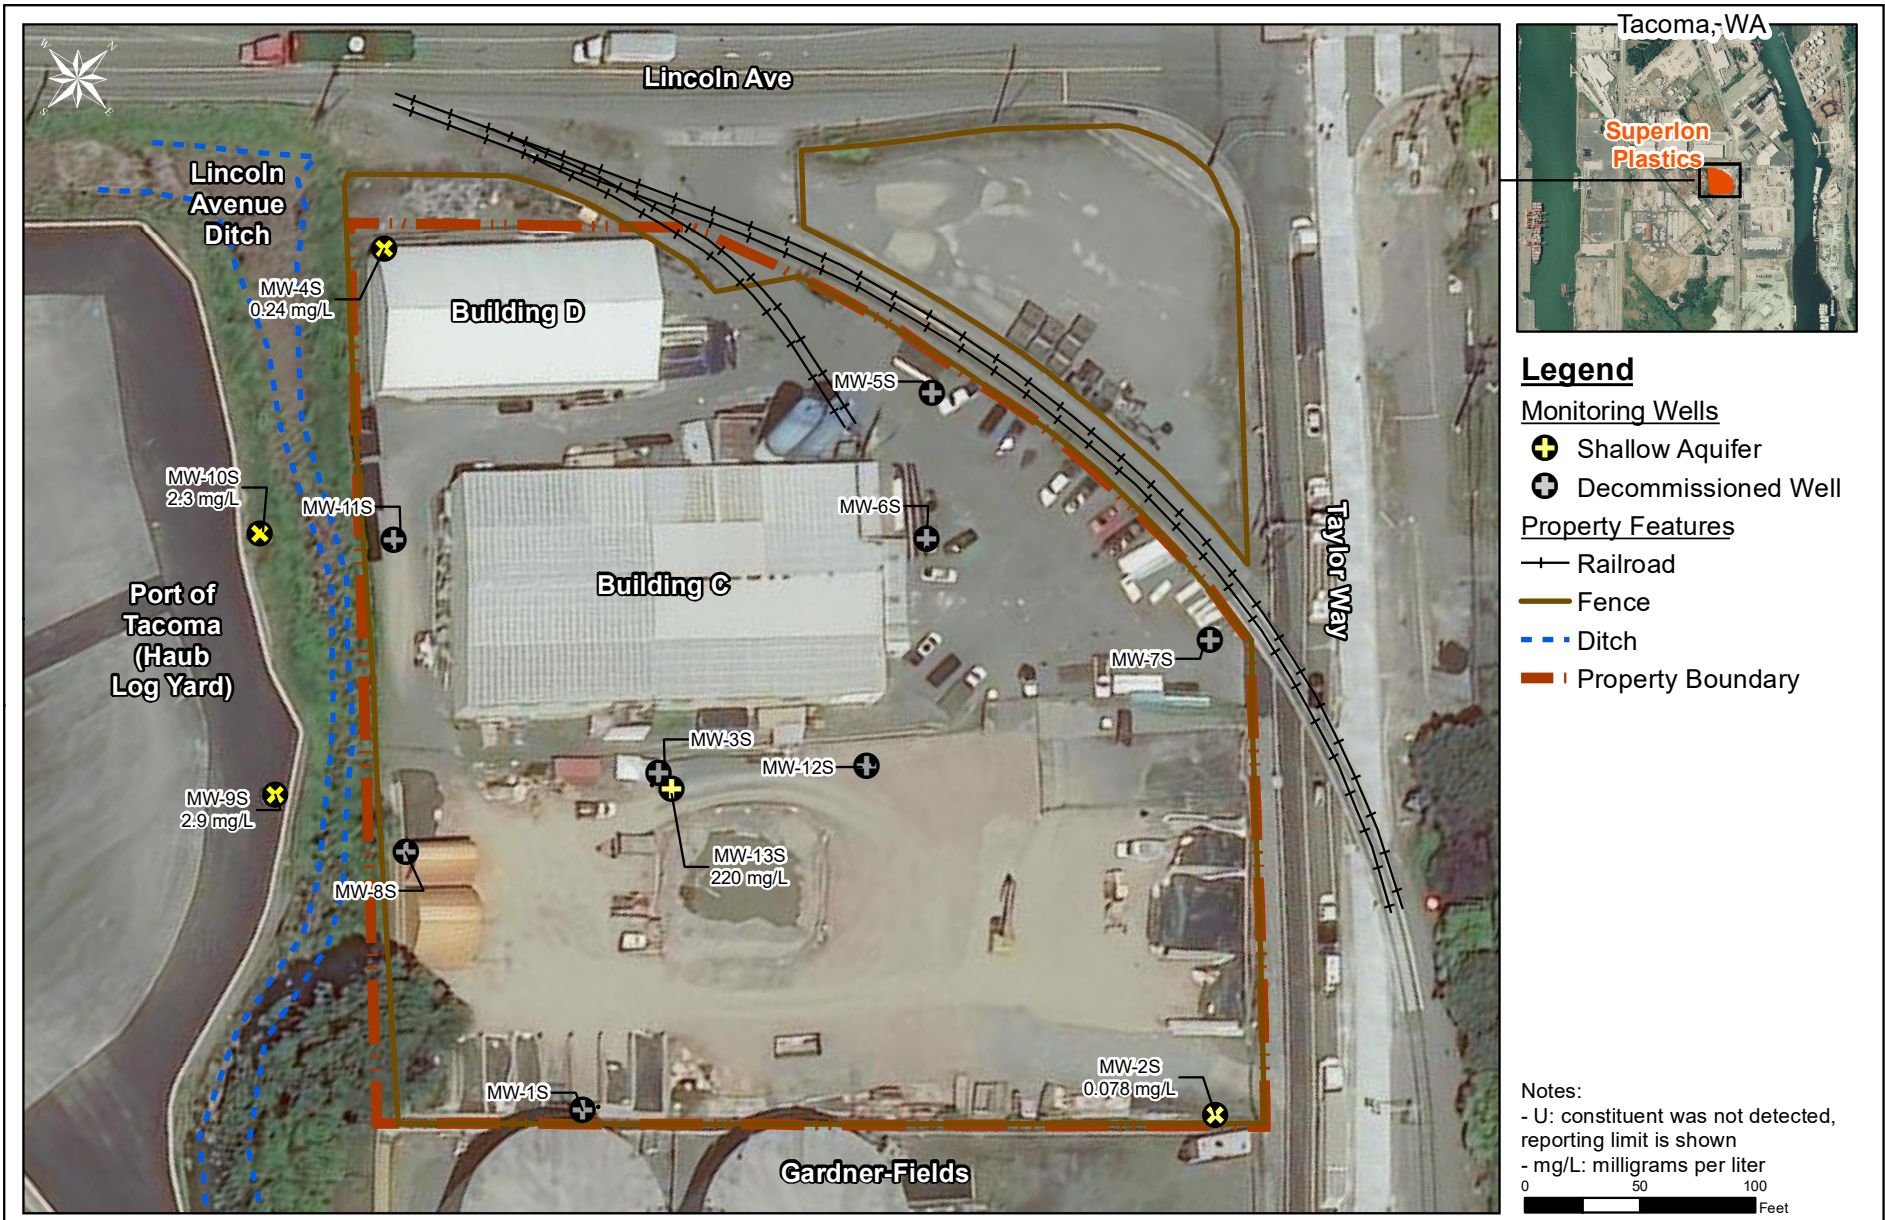 W
N
S
E
Lincoln Ave
Lincoln
Avenue
Ditch
MW-4S
0.24 mg/L
Building D
MW-5S
MW-10S
2.3 mg/L
MW-11S
MW-6S
Building C
Taylor Way
Port of
Tacoma
(Haub
Log Yard)
MW-7S
MW-3S
MW-12S
MW-9S
2.9 mg/L
MW-13S
220 mg/L
MW-8S
MW-2S
0.078 mg/L
MW-1S
Gardner-Fields
Tacoma, WA
Superlon
Plastics
Legend
Monitoring Wells
Shallow Aquifer
Decommissioned Well
Property Features
Railroad
Fence
Ditch
Property Boundary
Notes:
- U: constituent was not detected,
reporting limit is shown
- mg/L: milligrams per liter
0 50 100
Feet